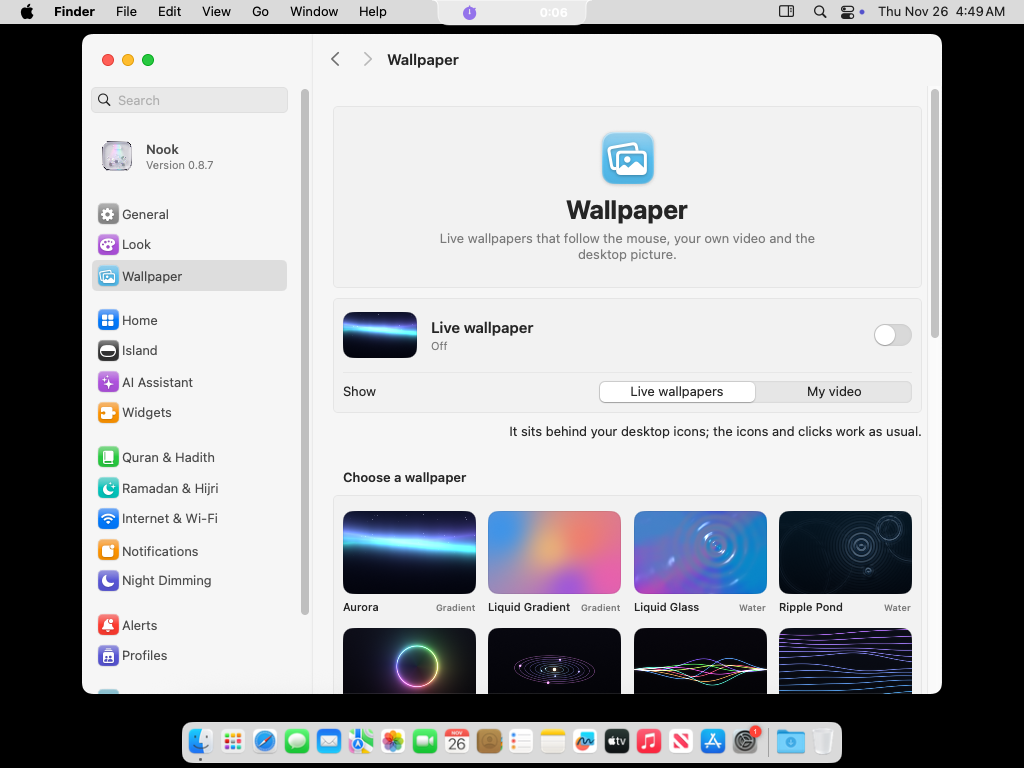 Finder File Edit View Go Window Help 0:06 Thu Nov 26 4:49 AM
Search
Nook
Version 0.8.7
General
Look
Wallpaper
Home
Island
AI Assistant
Widgets
Quran & Hadith
Ramadan & Hijri
Internet & Wi-Fi
Notifications
Night Dimming
Alerts
Profiles
Wallpaper
Wallpaper
Live wallpapers that follow the mouse, your own video and the
desktop picture.
Live wallpaper
Off
Show Live wallpapers My video
It sits behind your desktop icons; the icons and clicks work as usual.
Choose a wallpaper
Aurora Gradient Liquid Gradient Gradient Liquid Glass Water Ripple Pond Water
NOV
26
tv
1